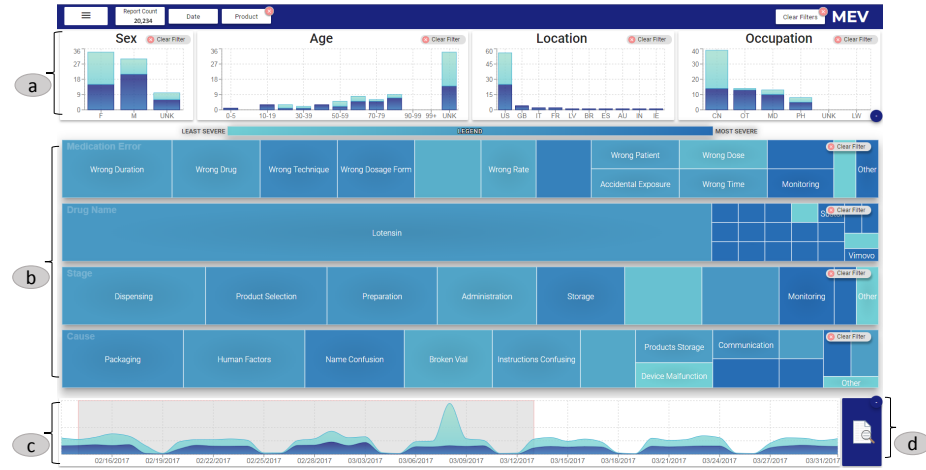 Report Count
20,234
Date
Product
Clear Filters
MEV
a
Sex
Clear Filter
36
27
18
9
0
F M UNK
Age
Clear Filter
36
27
18
9
0
0-5 10-19 30-39 50-59 70-79 90-99 99+ UNK
Location
Clear Filter
60
45
30
15
0
US GB IT FR LV BR ES AU IN IE
Occupation
Clear Filter
40
30
20
10
0
CN OT MD PH UNK LW
LEAST SEVERE LEGEND MOST SEVERE
b
Medication Error
Clear Filter
Wrong Duration
Wrong Drug
Wrong Technique
Wrong Dosage Form
Wrong Rate
Wrong Patient
Accidental Exposure
Wrong Dose
Wrong Time
Monitoring
Other
Drug Name
Clear Filter
Lotensin
Vimovo
Stage
Clear Filter
Dispensing
Product Selection
Preparation
Administration
Storage
Monitoring
Other
Cause
Clear Filter
Packaging
Human Factors
Name Confusion
Broken Vial
Instructions Confusing
Products Storage
Device Malfunction
Communication
Other
c
02/16/2017 02/19/2017 02/22/2017 02/25/2017 02/28/2017 03/03/2017 03/06/2017 03/09/2017 03/12/2017 03/15/2017 03/18/2017 03/21/2017 03/24/2017 03/27/2017 03/31/2017
d